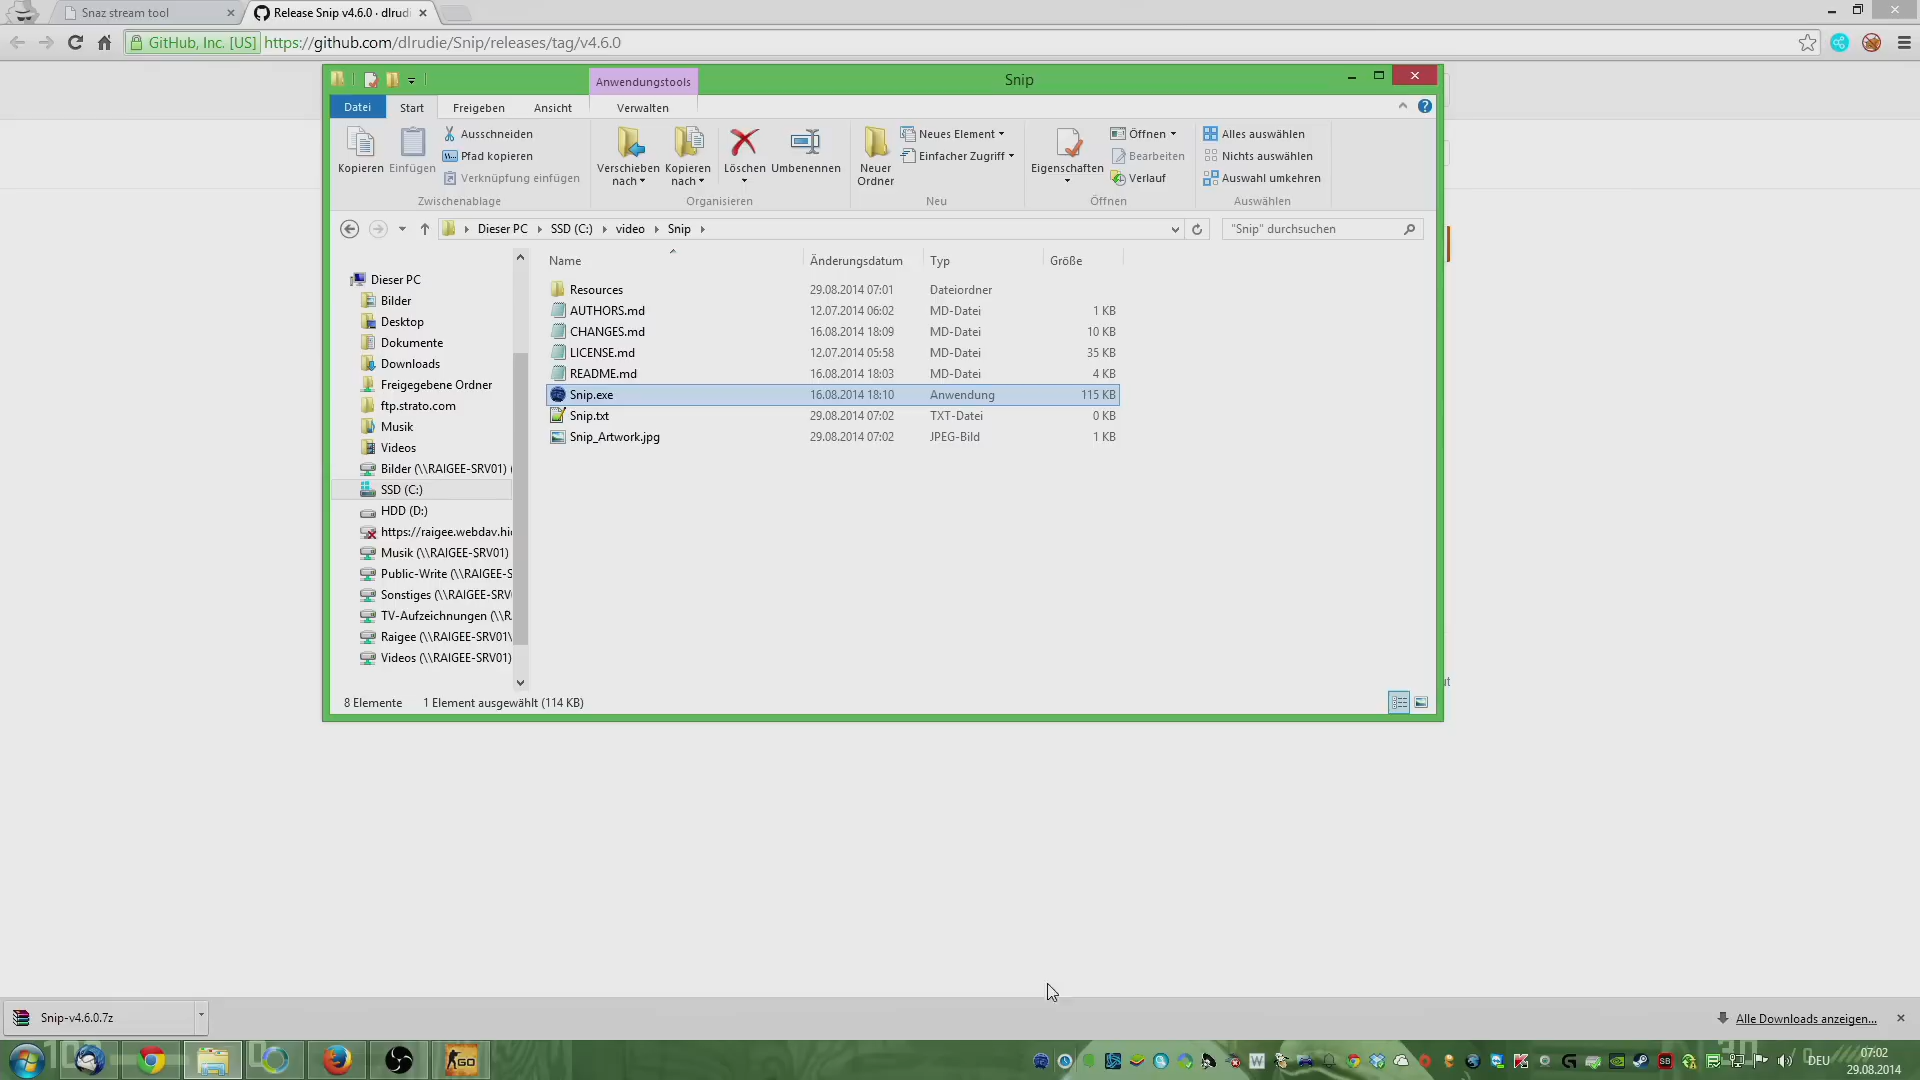 Snaz stream tool
Release Snip v4.6.0 · dlrudi
GitHub, Inc. [US]
https://github.com/dlrudie/Snip/releases/tag/v4.6.0
Anwendungstools
Snip
Datei
Start
Freigeben
Ansicht
Verwalten
Kopieren
Einfügen
Ausschneiden
Pfad kopieren
Verknüpfung einfügen
Zwischenablage
Verschieben nach
Kopieren nach
Löschen
Umbenennen
Organisieren
Neuer Ordner
Neues Element
Einfacher Zugriff
Neu
Eigenschaften
Öffnen
Bearbeiten
Verlauf
Öffnen
Alles auswählen
Nichts auswählen
Auswahl umkehren
Auswählen
Dieser PC
SSD (C:)
video
Snip
"Snip" durchsuchen
Name Änderungsdatum Typ Größe
Resources 29.08.2014 07:01 Dateiordner
AUTHORS.md 12.07.2014 06:02 MD-Datei 1 KB
CHANGES.md 16.08.2014 18:09 MD-Datei 10 KB
LICENSE.md 12.07.2014 05:58 MD-Datei 35 KB
README.md 16.08.2014 18:03 MD-Datei 4 KB
Snip.exe 16.08.2014 18:10 Anwendung 115 KB
Snip.txt 29.08.2014 07:02 TXT-Datei 0 KB
Snip_Artwork.jpg 29.08.2014 07:02 JPEG-Bild 1 KB
Dieser PC
Bilder
Desktop
Dokumente
Downloads
Freigegebene Ordner
ftp.strato.com
Musik
Videos
Bilder (\\RAIGEE-SRV01) (
SSD (C:)
HDD (D:)
https://raigee.webdav.hi
Musik (\\RAIGEE-SRV01)
Public-Write (\\RAIGEE-S
Sonstiges (\\RAIGEE-SRV
TV-Aufzeichnungen (\\R
Raigee (\\RAIGEE-SRV01\
Videos (\\RAIGEE-SRV01)
8 Elemente
1 Element ausgewählt (114 KB)
Snip-v4.6.0.7z
Alle Downloads anzeigen...
GO
DEU
07:02
29.08.2014